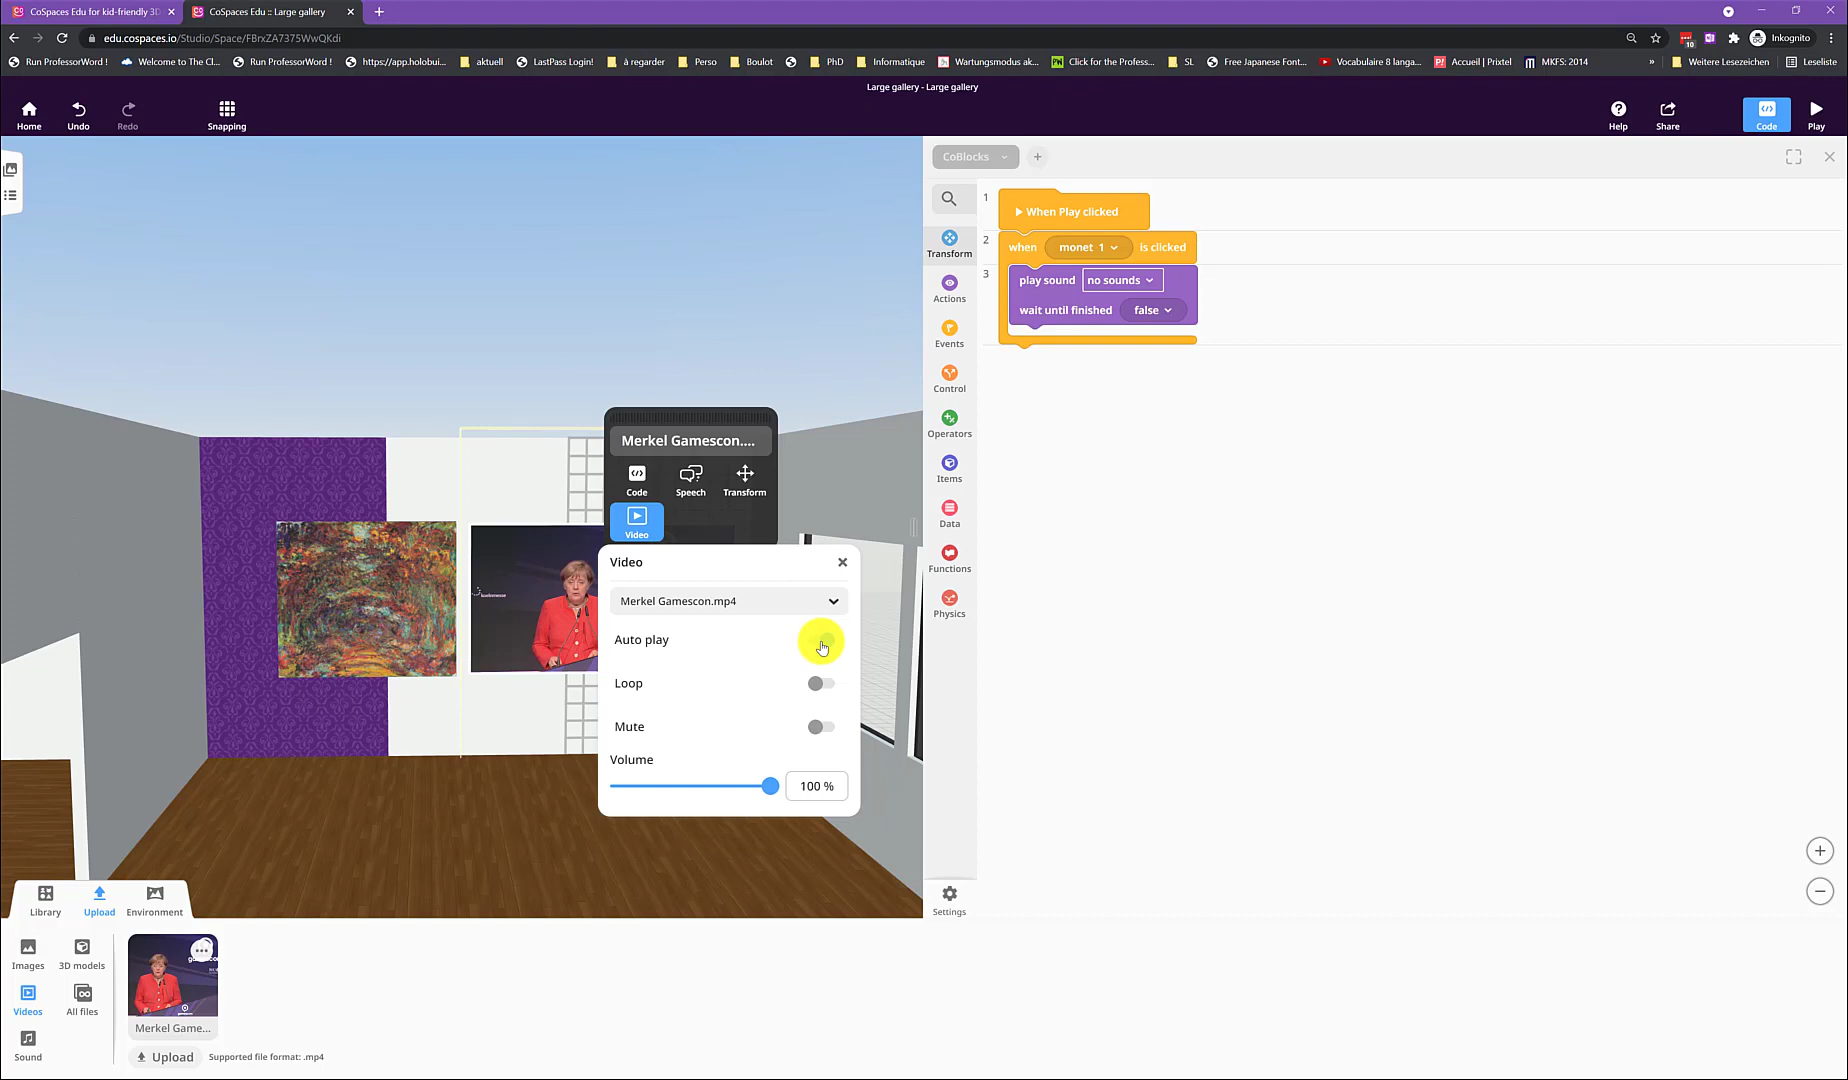 CoSpaces Edu for kid-friendly 3D
CoSpaces Edu :: Large gallery
edu.cospaces.io/Studio/Space/FBrxZA7375WwQKdi
Inkognito
Run ProfessorWord !
Welcome to The Cl...
Run ProfessorWord !
https://app.holobui...
aktuell
LastPass Login!
à regarder
Perso
Boulot
PhD
Informatique
Wartungsmodus ak...
Click for the Profess...
SL
Free Japanese Font...
Vocabulaire 8 langa...
Accueil | Prixtel
MKFS: 2014
»
Weitere Lesezeichen
Leseliste
Large gallery - Large gallery
Home
Undo
Redo
Snapping
Help
Share
Code
Play
CoBlocks
Transform
Actions
Events
Control
Operators
Items
Data
Functions
Physics
Settings
1
When Play clicked
2
when monet 1 is clicked
3
play sound no sounds
wait until finished false
Merkel Gamescon....
Code
Speech
Transform
Video
Video
Merkel Gamescon.mp4
Auto play
Loop
Mute
Volume
100 %
koelnmesse
Library
Upload
Environment
Images
3D models
Videos
All files
Sound
Merkel Game...
Upload
Supported file format: .mp4